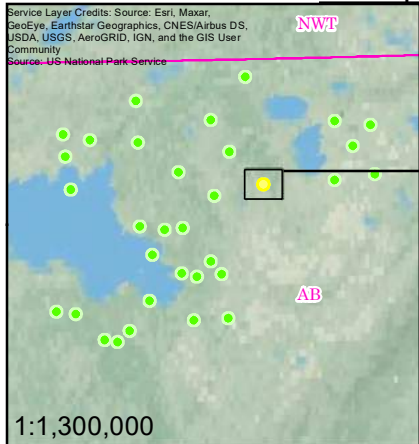 Service Layer Credits: Source: Esri, Maxar,
GeoEye, Earthstar Geographics, CNES/Airbus DS,
USDA, USGS, AeroGRID, IGN, and the GIS User
Community
Source: US National Park Service
NWT
AB
1:1,300,000